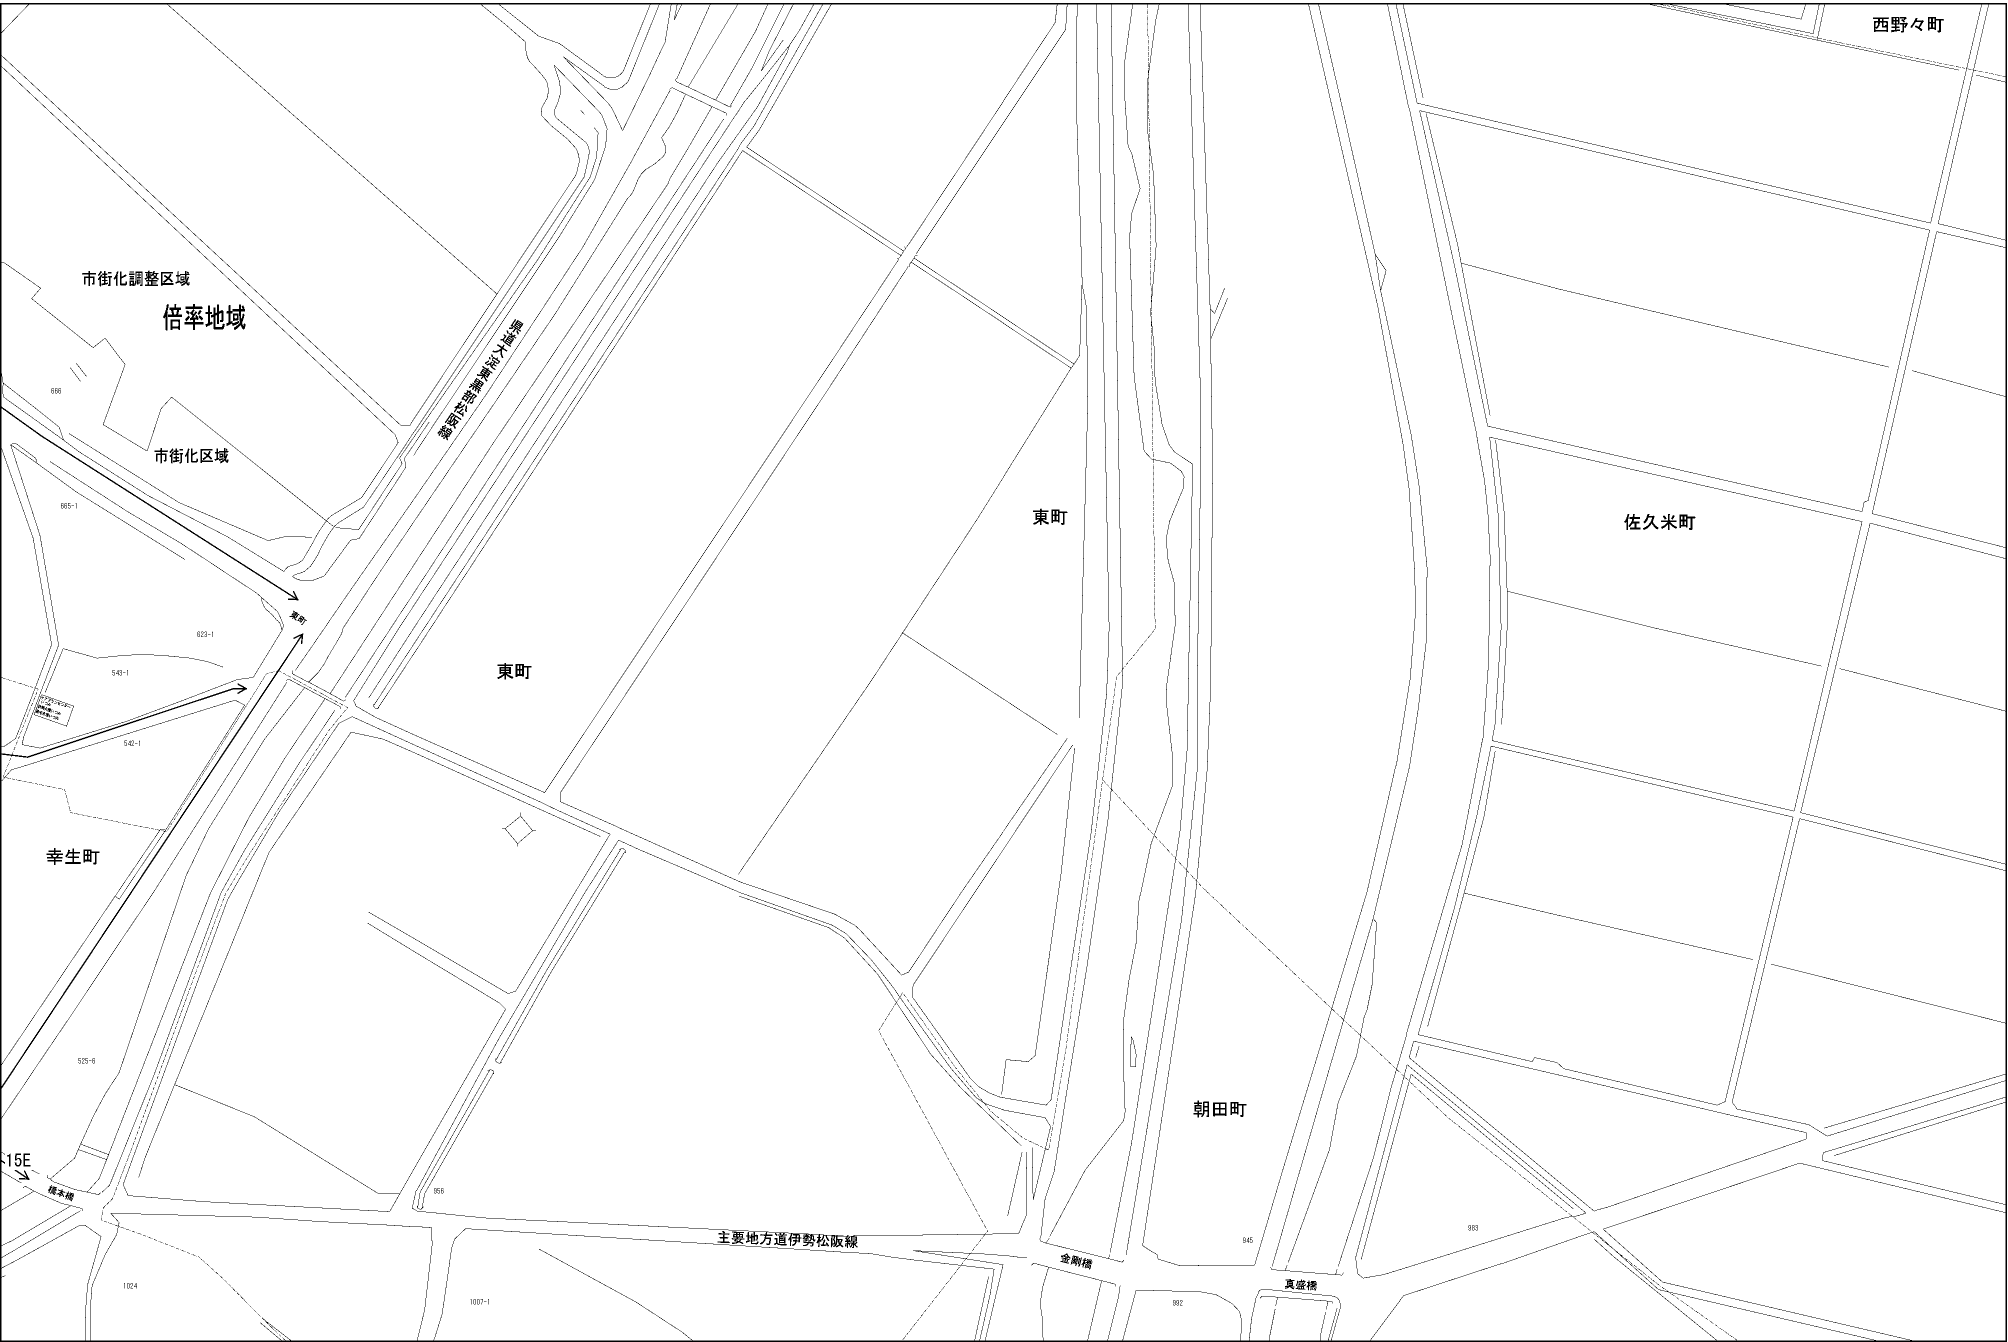 西野々町
市街化調整区域
倍率地域
県道大淀東黒部松阪線
686
市街化区域
665-1
東町
佐久米町
東町
623-1
543-1
東町
542-1
幸生町
525-6
朝田町
15E
橋本橋
956
主要地方道伊勢松阪線
945
983
金剛橋
真盛橋
1024
1007-1
992